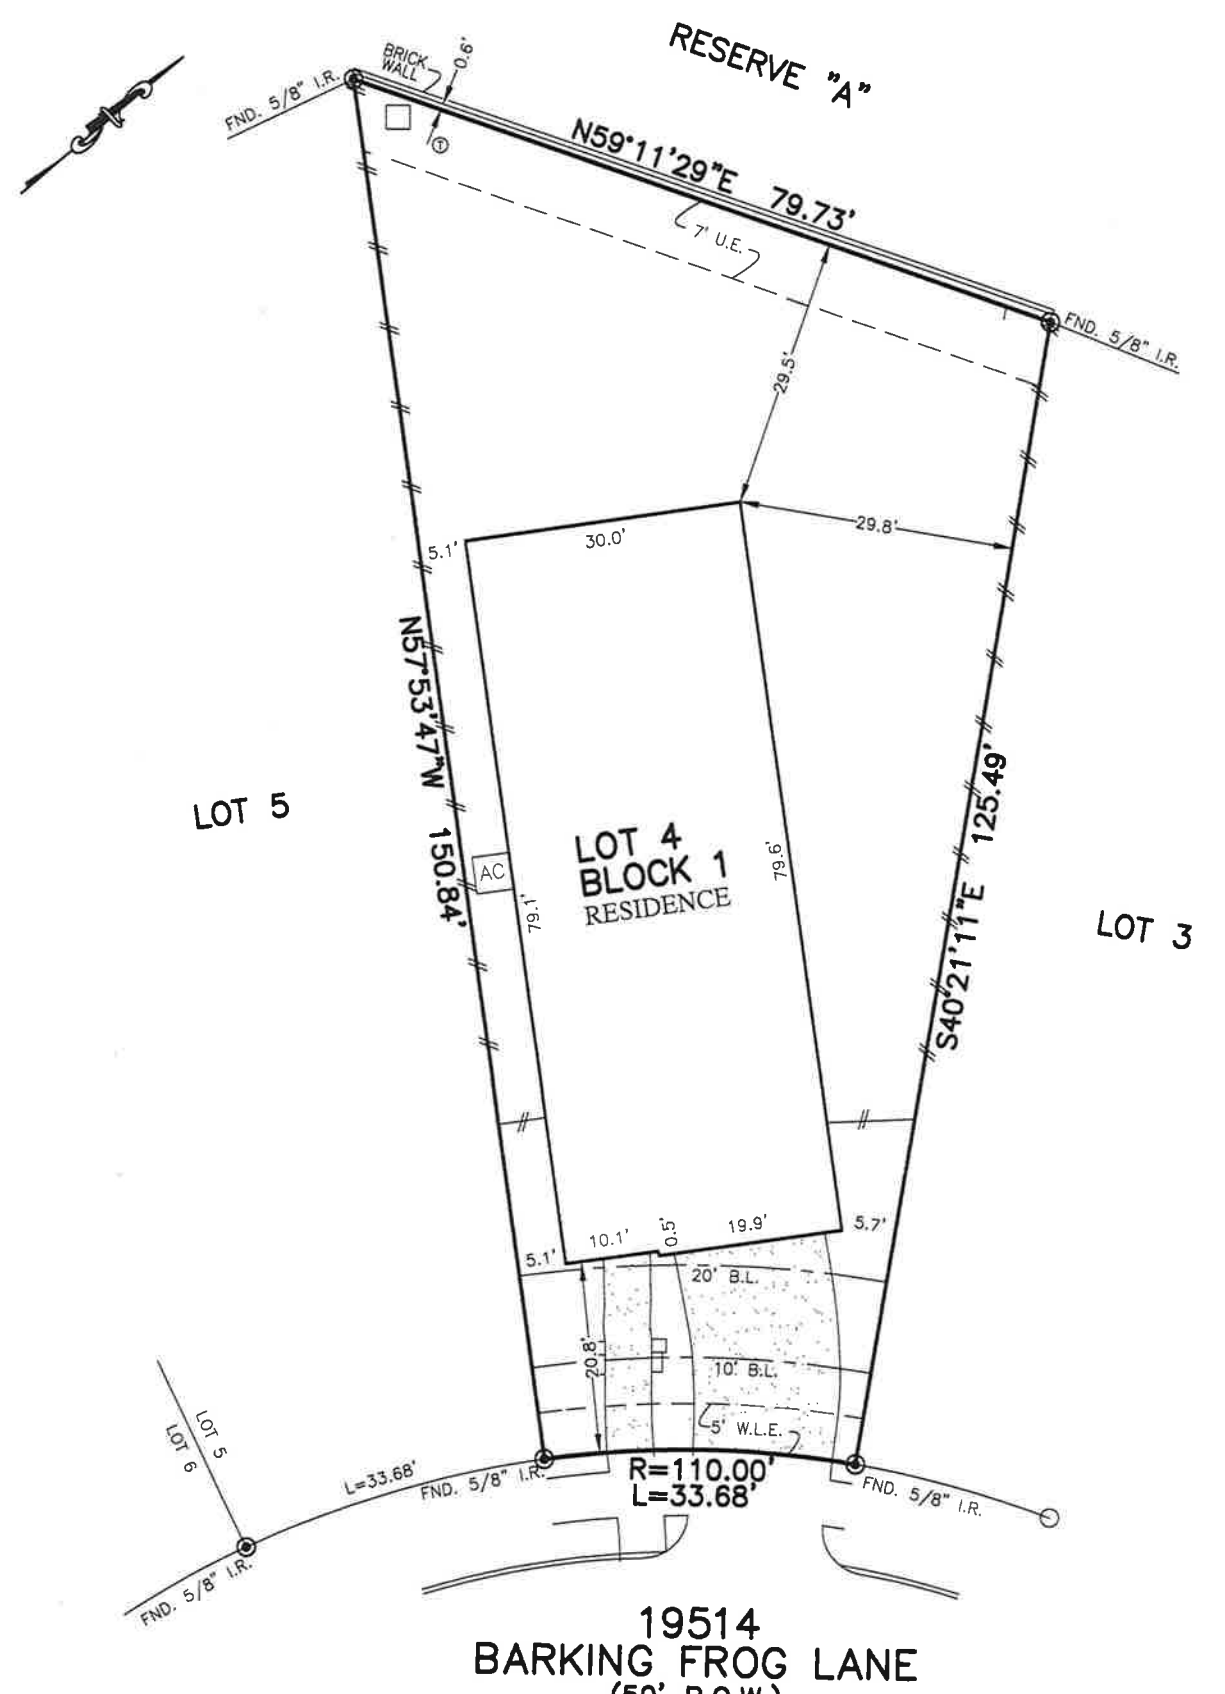 RESERVE "A"
BRICK
WALL
0.6'
FND. 5/8" I.R.
T
N59°11'29"E 79.73'
7' U.E.
FND. 5/8" I.R.
29.5'
29.8'
5.1'
30.0'
N57°53'47"W 150.84'
LOT 5
LOT 4
BLOCK 1
RESIDENCE
AC
79.1'
79.6'
S40°21'11"E 125.49'
LOT 3
5.1'
10.1'
0.5'
19.9'
5.7'
20' B.L.
20.8'
10' B.L.
5' W.L.E.
LOT 5
LOT 6
L=33.68'
FND. 5/8" I.R.
R=110.00'
L=33.68'
FND. 5/8" I.R.
FND. 5/8" I.R.
19514
BARKING FROG LANE
(50' R.O.W.)